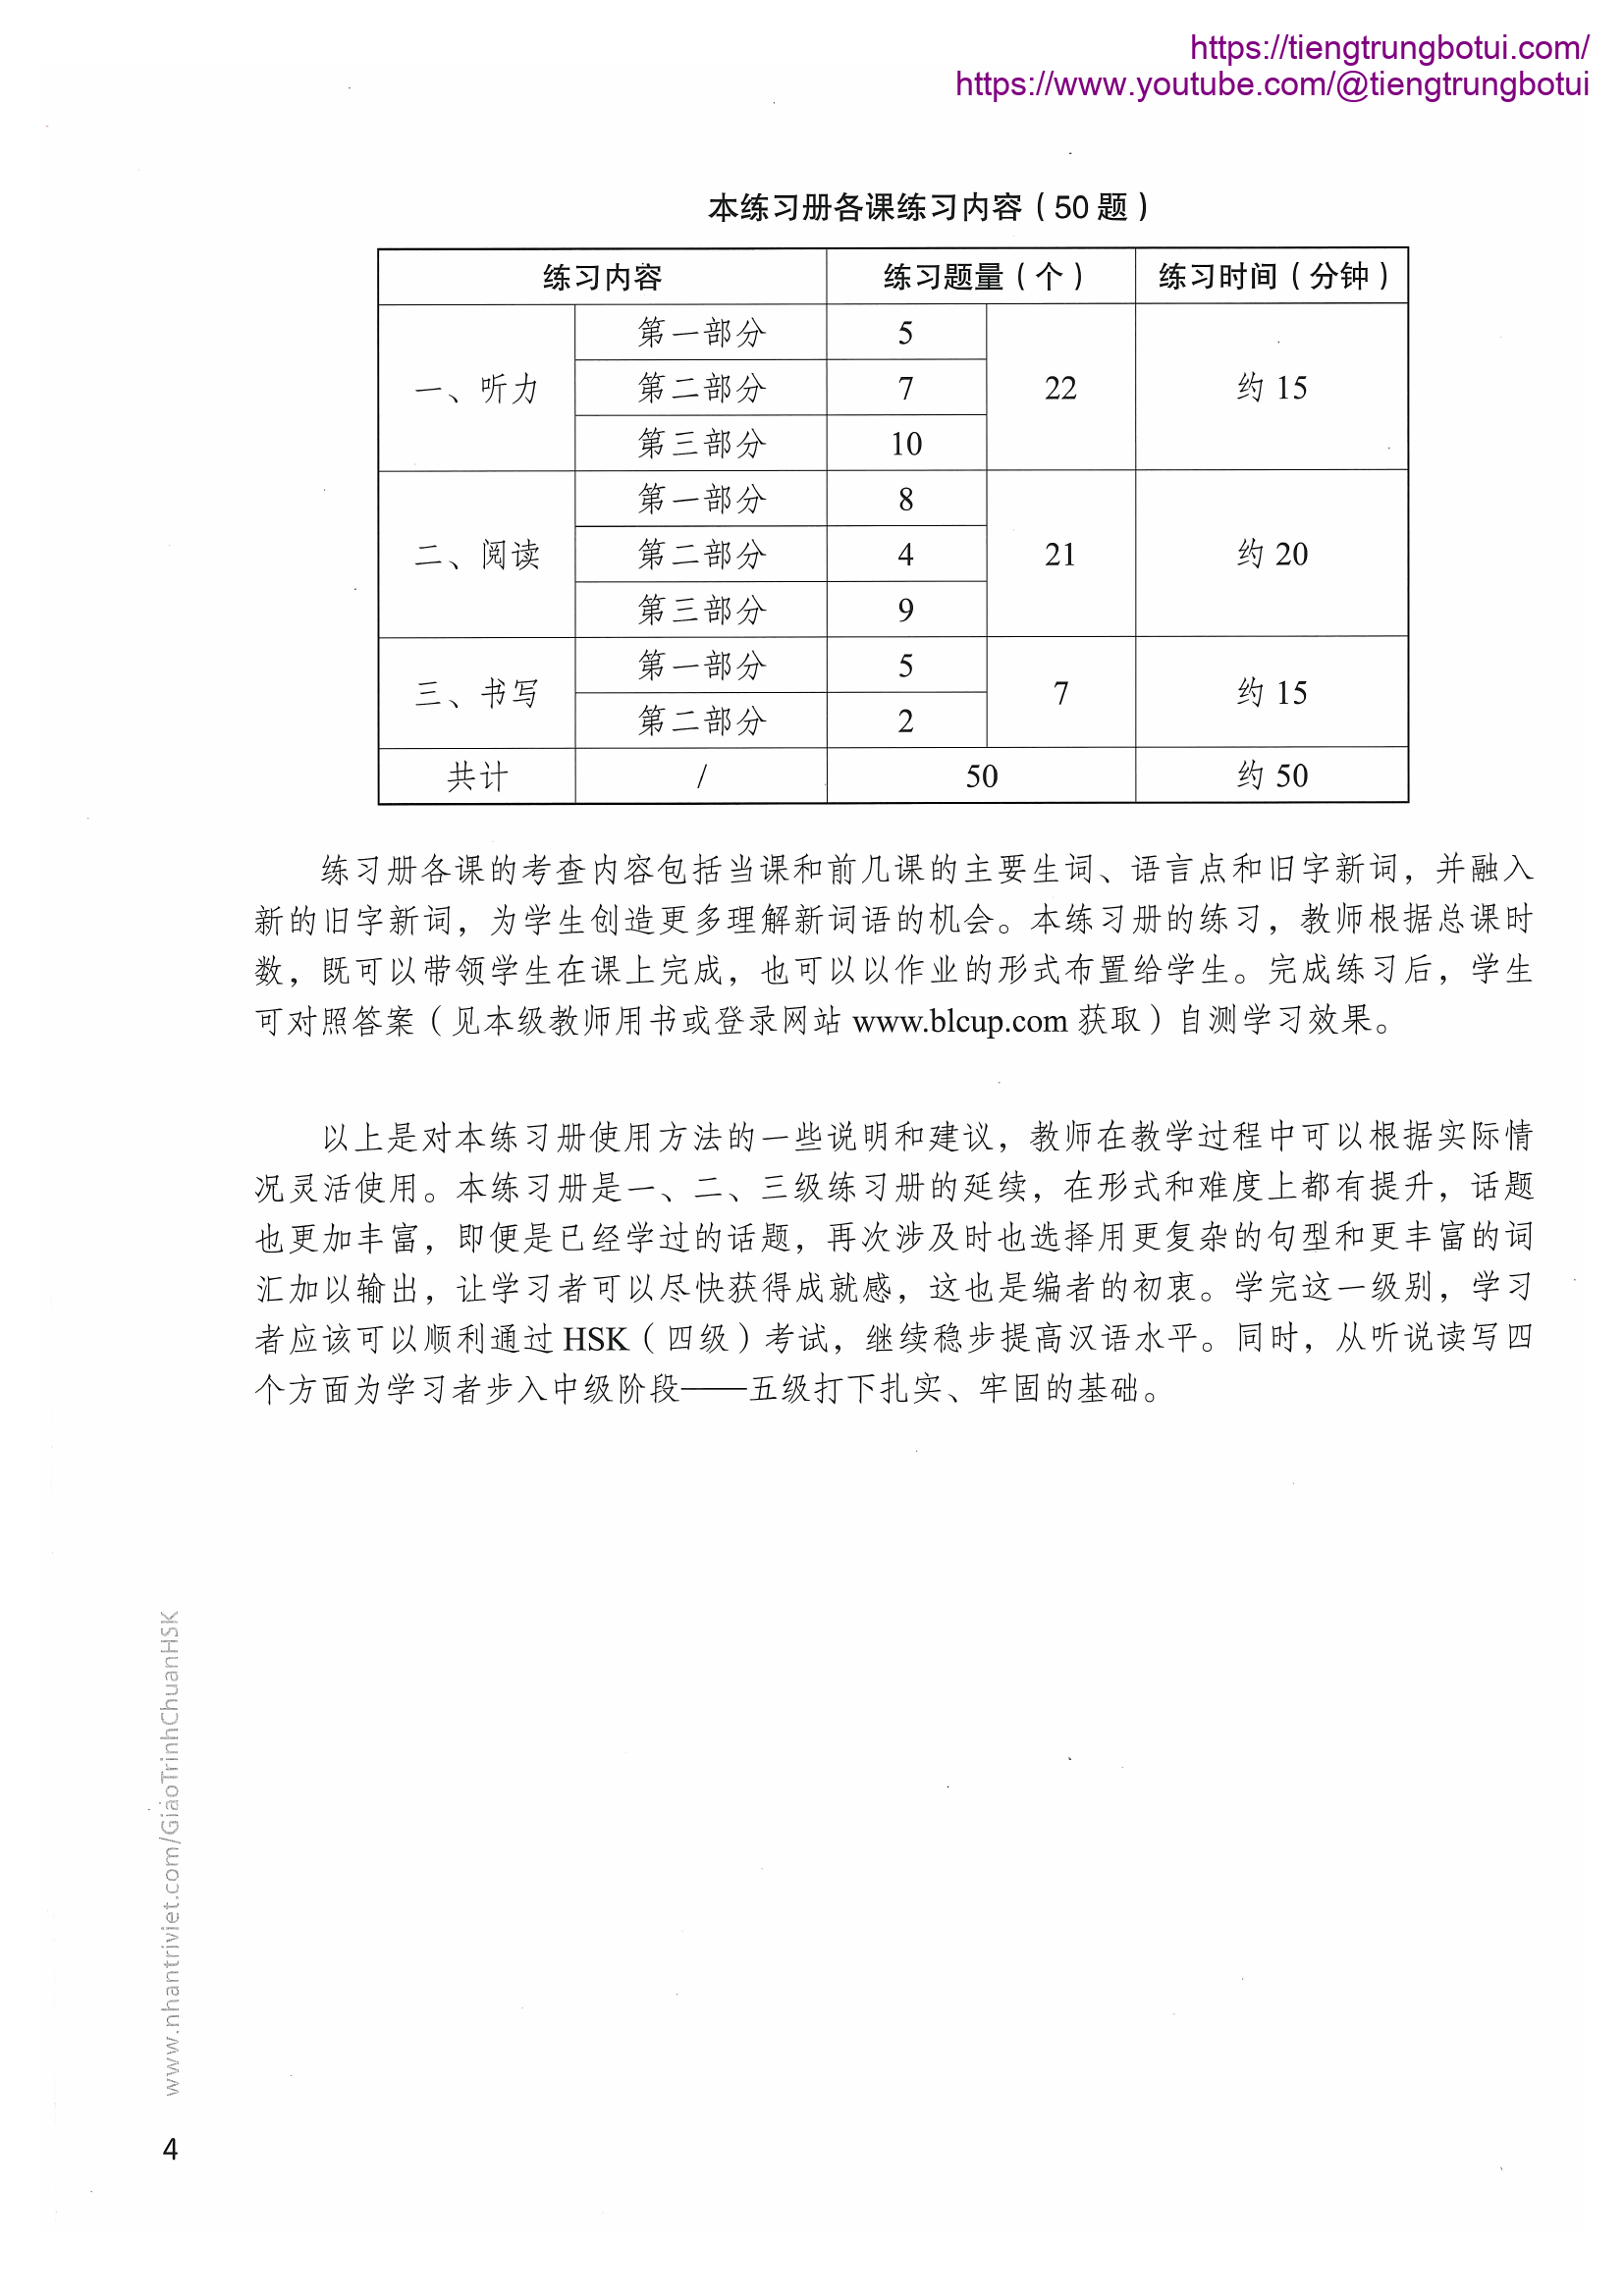 https://tiengtrungbotui.com/
https://www.youtube.com/@tiengtrungbotui
本练习册各课练习内容（50 题）
练习内容 练习题量（个） 练习时间（分钟）
一、听力 第一部分 5 22 约 15
第二部分 7
第三部分 10
二、阅读 第一部分 8 21 约 20
第二部分 4
第三部分 9
三、书写 第一部分 5 7 约 15
第二部分 2
共计 / 50 约 50
练习册各课的考查内容包括当课和前几课的主要生词、语言点和旧字新词，并融入
新的旧字新词，为学生创造更多理解新词语的机会。本练习册的练习，教师根据总课时
数，既可以带领学生在课上完成，也可以以作业的形式布置给学生。完成练习后，学生
可对照答案（见本级教师用书或登录网站 www.blcup.com 获取）自测学习效果。
以上是对本练习册使用方法的一些说明和建议，教师在教学过程中可以根据实际情
况灵活使用。本练习册是一、二、三级练习册的延续，在形式和难度上都有提升，话题
也更加丰富，即便是已经学过的话题，再次涉及时也选择用更复杂的句型和更丰富的词
汇加以输出，让学习者可以尽快获得成就感，这也是编者的初衷。学完这一级别，学习
者应该可以顺利通过 HSK（四级）考试，继续稳步提高汉语水平。同时，从听说读写四
个方面为学习者步入中级阶段——五级打下扎实、牢固的基础。
www.nhantriviet.com/GiaoTrinhChuanHSK
4